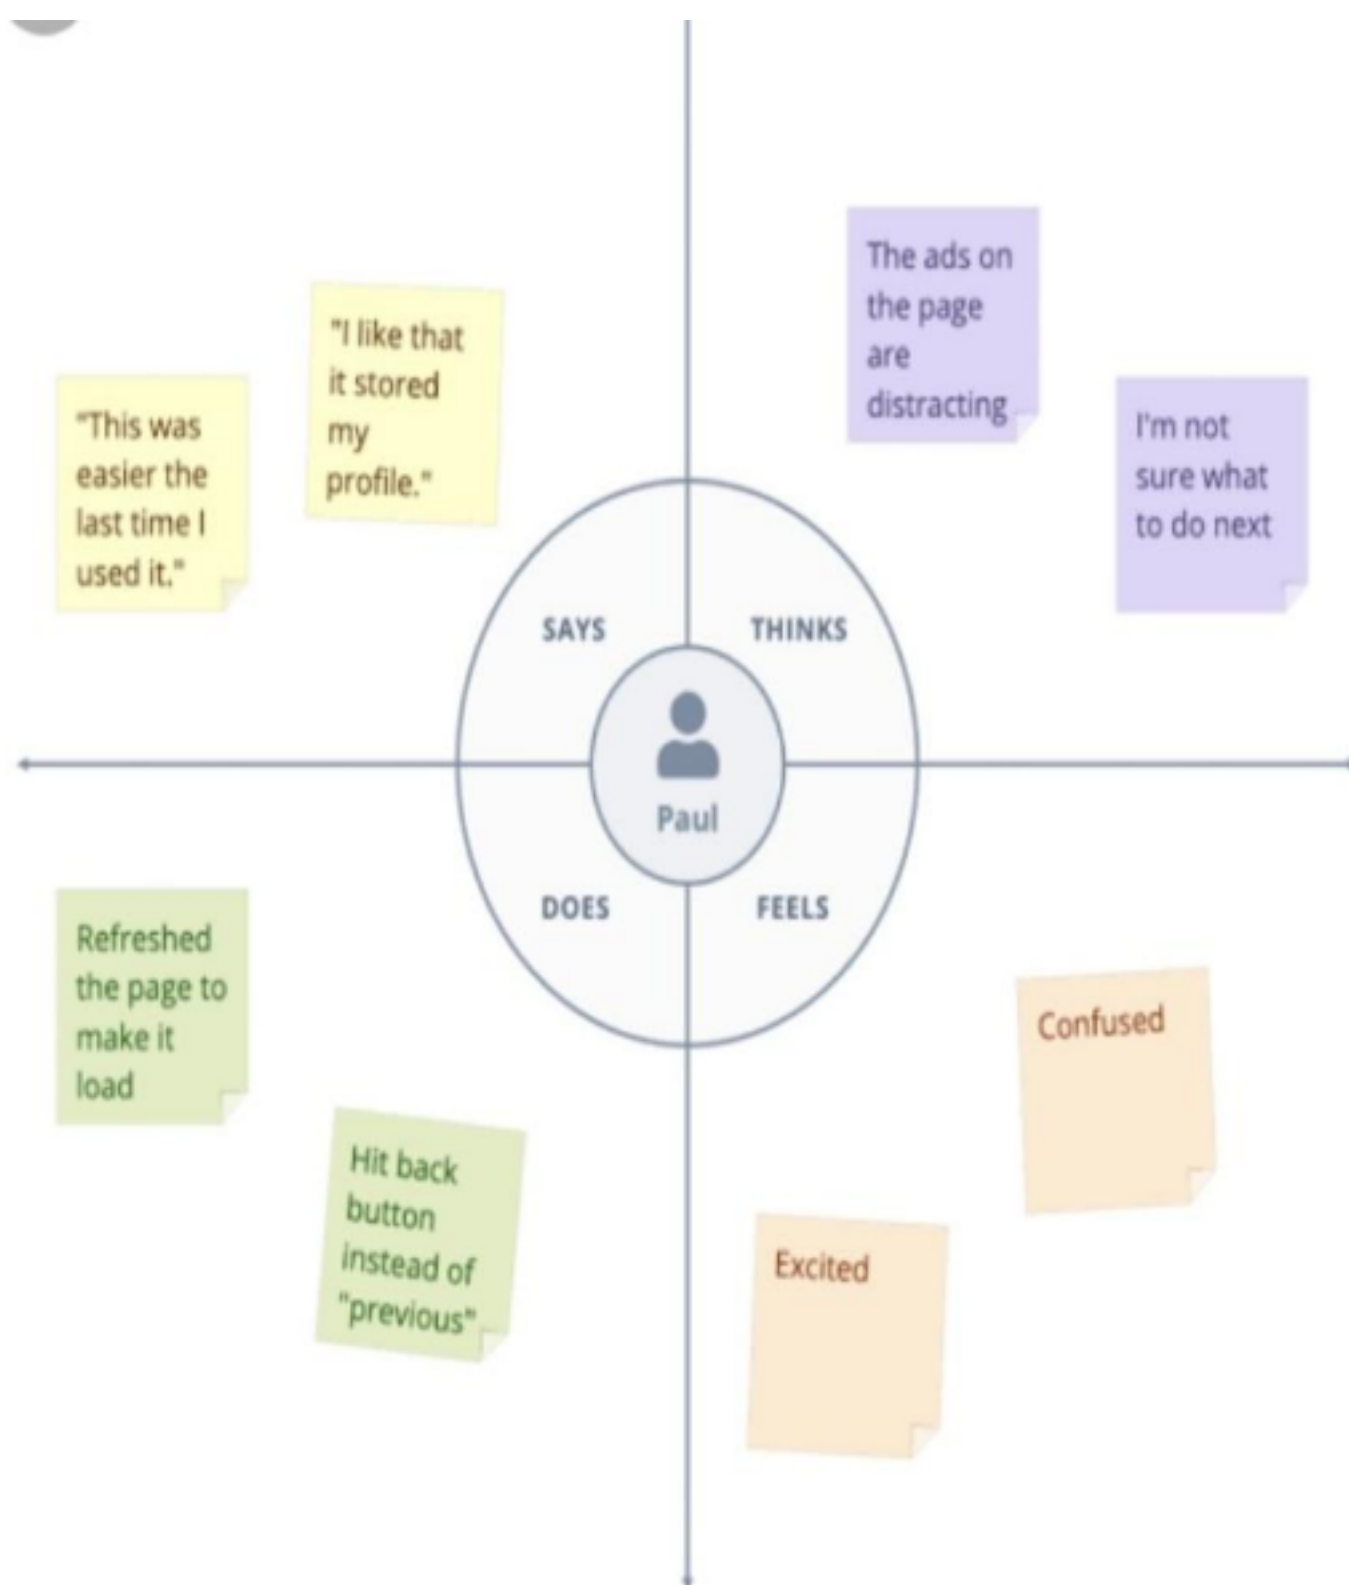 "This was
easier the
last time I
used it."
"I like that
it stored
my
profile."
The ads on
the page
are
distracting
I'm not
sure what
to do next
SAYS
THINKS
Paul
DOES
FEELS
Refreshed
the page to
make it
load
Hit back
button
instead of
"previous"
Confused
Excited